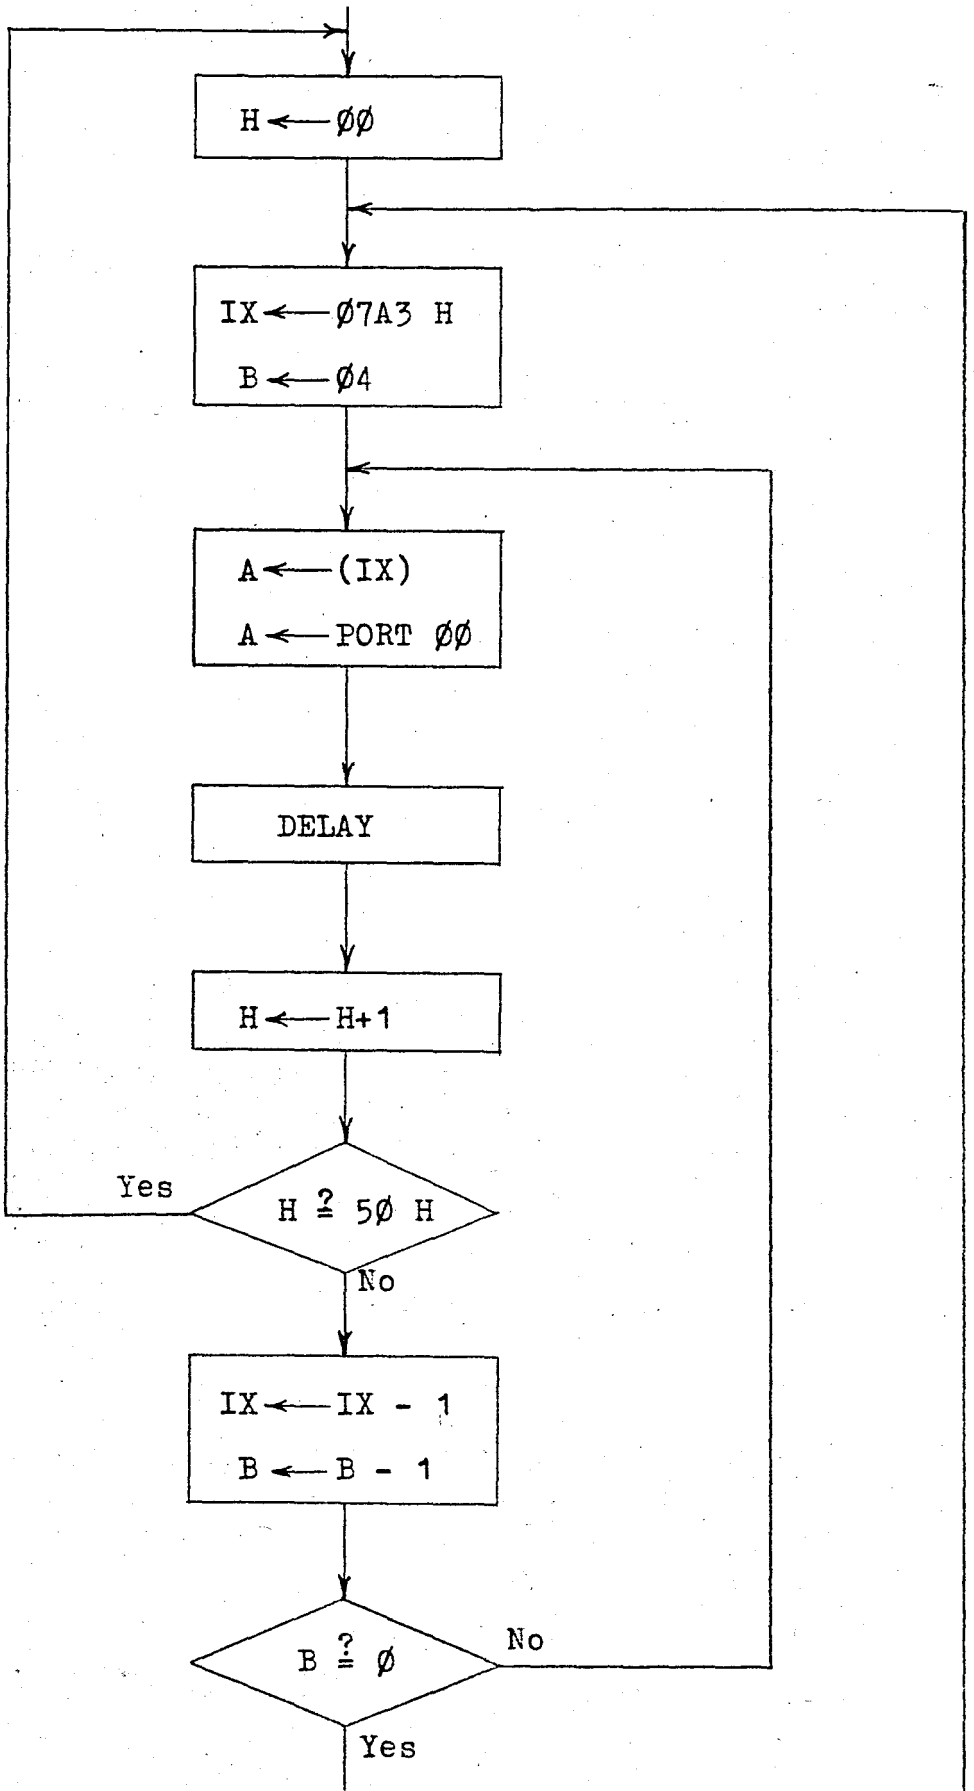 H ← ØØ
IX ← Ø7A3 H
B ← Ø4
A ← (IX)
A ← PORT ØØ
DELAY
H ← H+1
Yes
H ≟ 5Ø H
No
IX ← IX - 1
B ← B - 1
B ≟ Ø
No
Yes